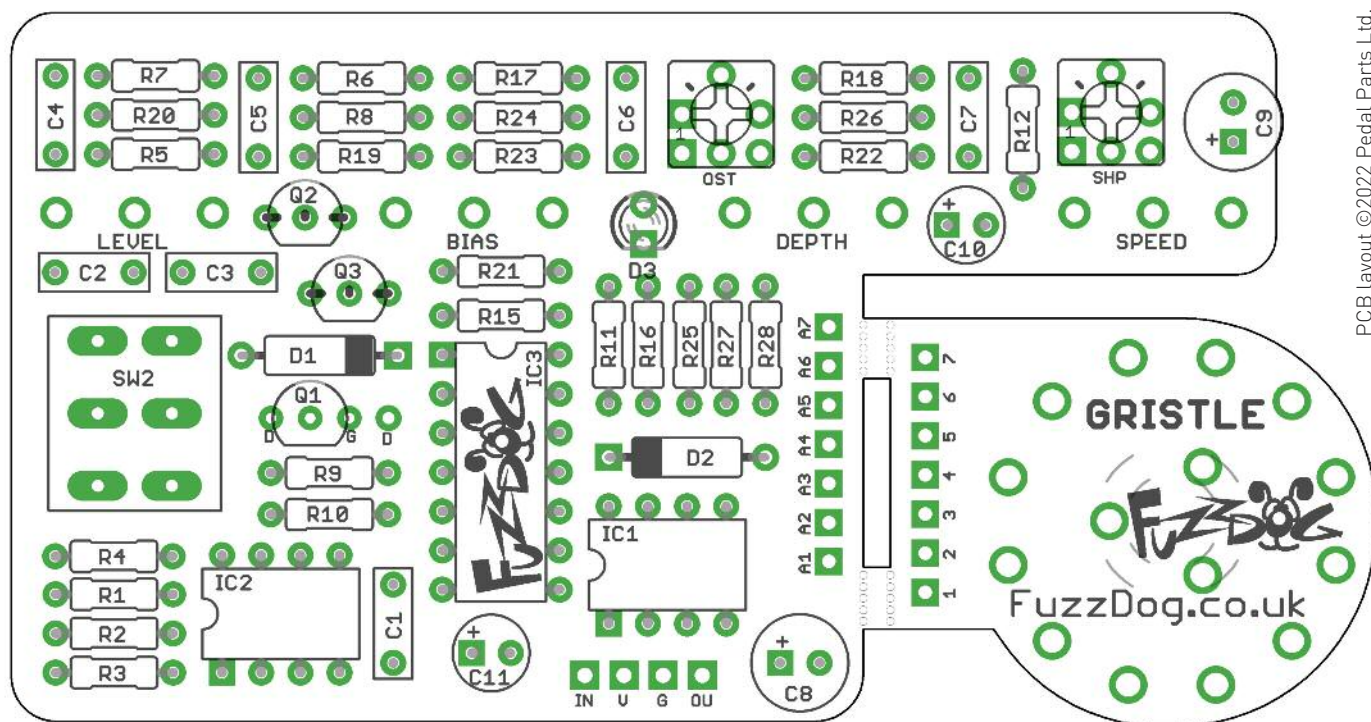 PCB layout ©2022 Pedal Parts Ltd.
C4
R7
R20
R5
C5
R6
R8
R19
R17
R24
R23
C6
1
OST
R18
R26
R22
C7
R12
1
SHP
+
C9
Q2
LEVEL
BIAS
D3
DEPTH
+
C10
SPEED
C2
C3
Q3
R21
R15
SW2
D1
Q1
D
G
D
IC3
FUZZDOG
R9
R10
R11
R16
R25
R27
R28
D2
IC1
A7
A6
A5
A4
A3
A2
A1
7
6
5
4
3
2
1
GRISTLE
FUZZDOG
FuzzDog.co.uk
R4
R1
R2
R3
IC2
C1
+
C11
+
C8
IN V G OU